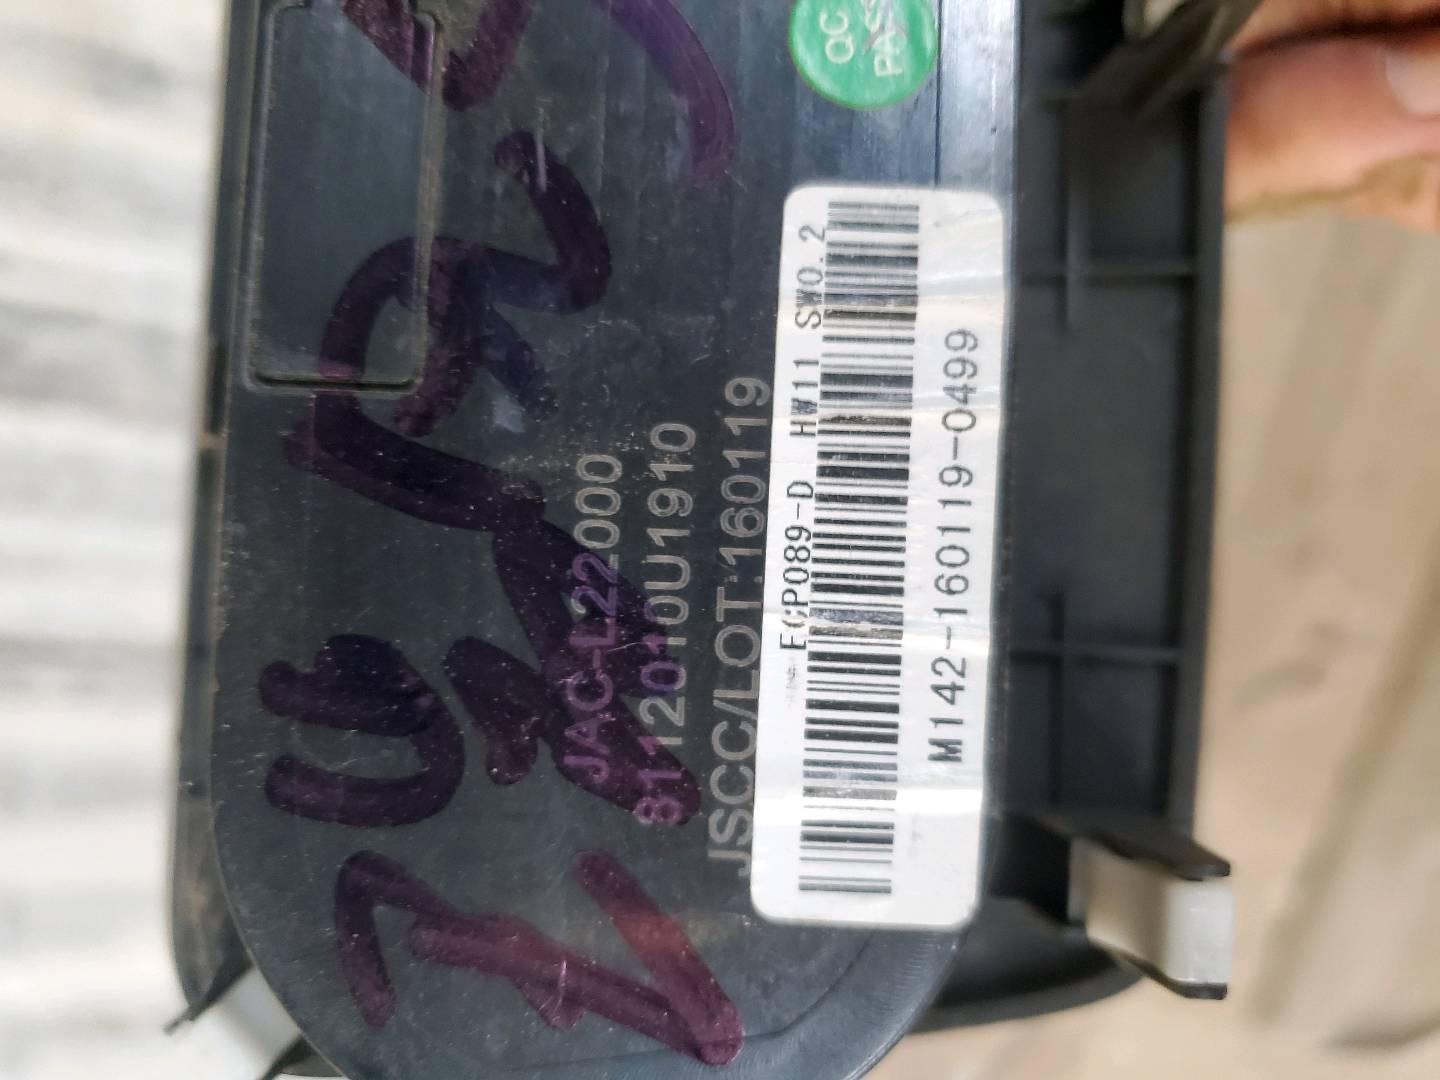 QC
PASS
JAC-L22000
8112010U1910
JSCC/LOT:160119
ECP089-D HW11 SW0.2
M142-160119-0499